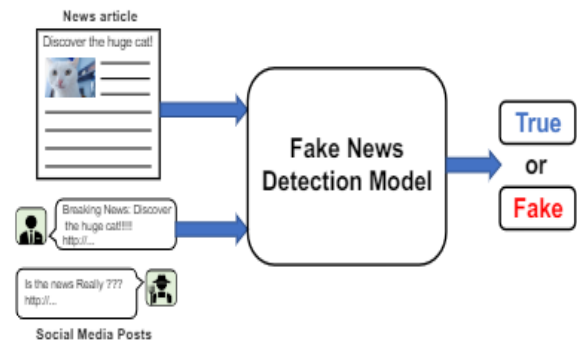 News article
Discover the huge cat!
Breaking News: Discover
the huge cat!!!!!
http://...
Is the news Really ???
http://...
Social Media Posts
Fake News
Detection Model
True
or
Fake